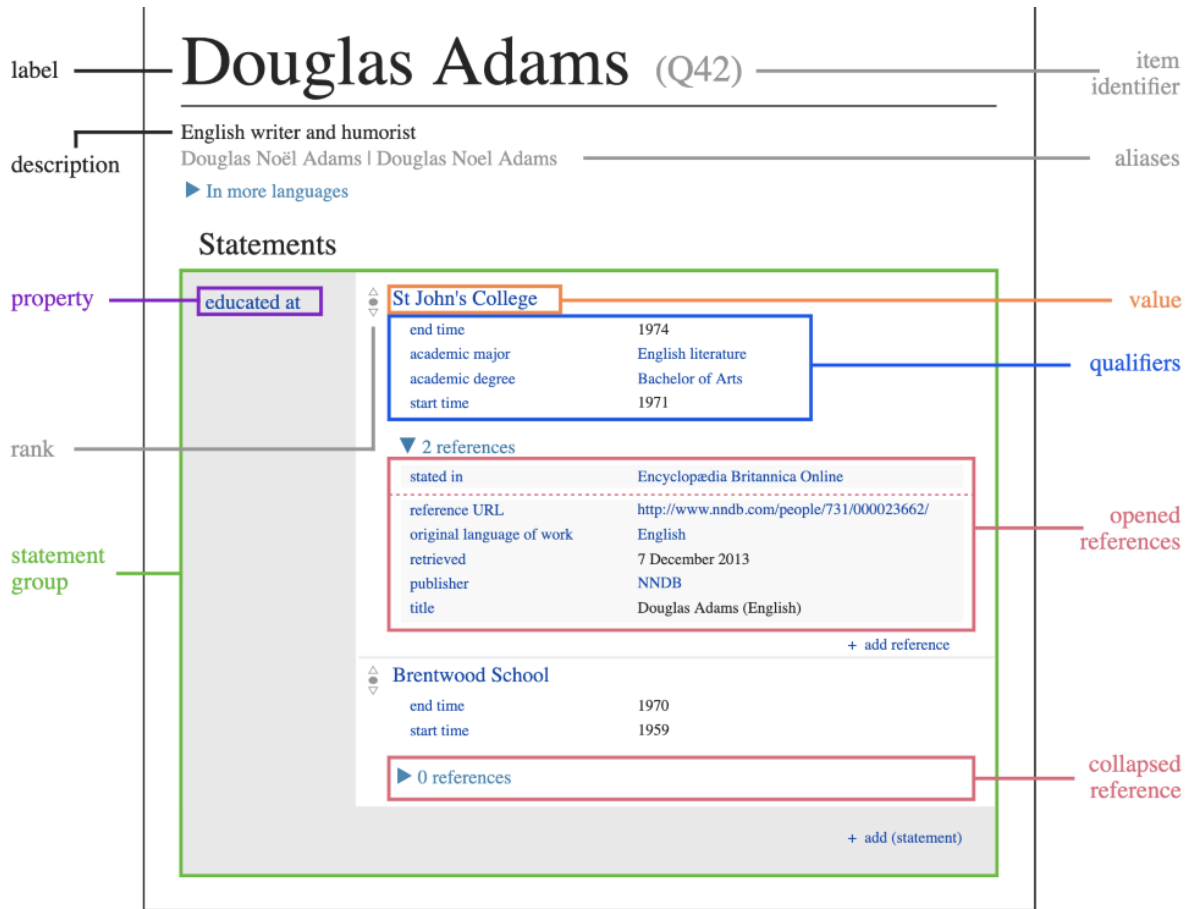 label
Douglas Adams (Q42)
item
identifier
description
English writer and humorist
Douglas Noël Adams | Douglas Noel Adams
aliases
In more languages
Statements
property
educated at
St John's College
value
end time 1974
academic major English literature
academic degree Bachelor of Arts
start time 1971
qualifiers
rank
2 references
stated in Encyclopædia Britannica Online
reference URL http://www.nndb.com/people/731/000023662/
original language of work English
retrieved 7 December 2013
publisher NNDB
title Douglas Adams (English)
opened
references
statement
group
+ add reference
Brentwood School
end time 1970
start time 1959
0 references
collapsed
reference
+ add (statement)